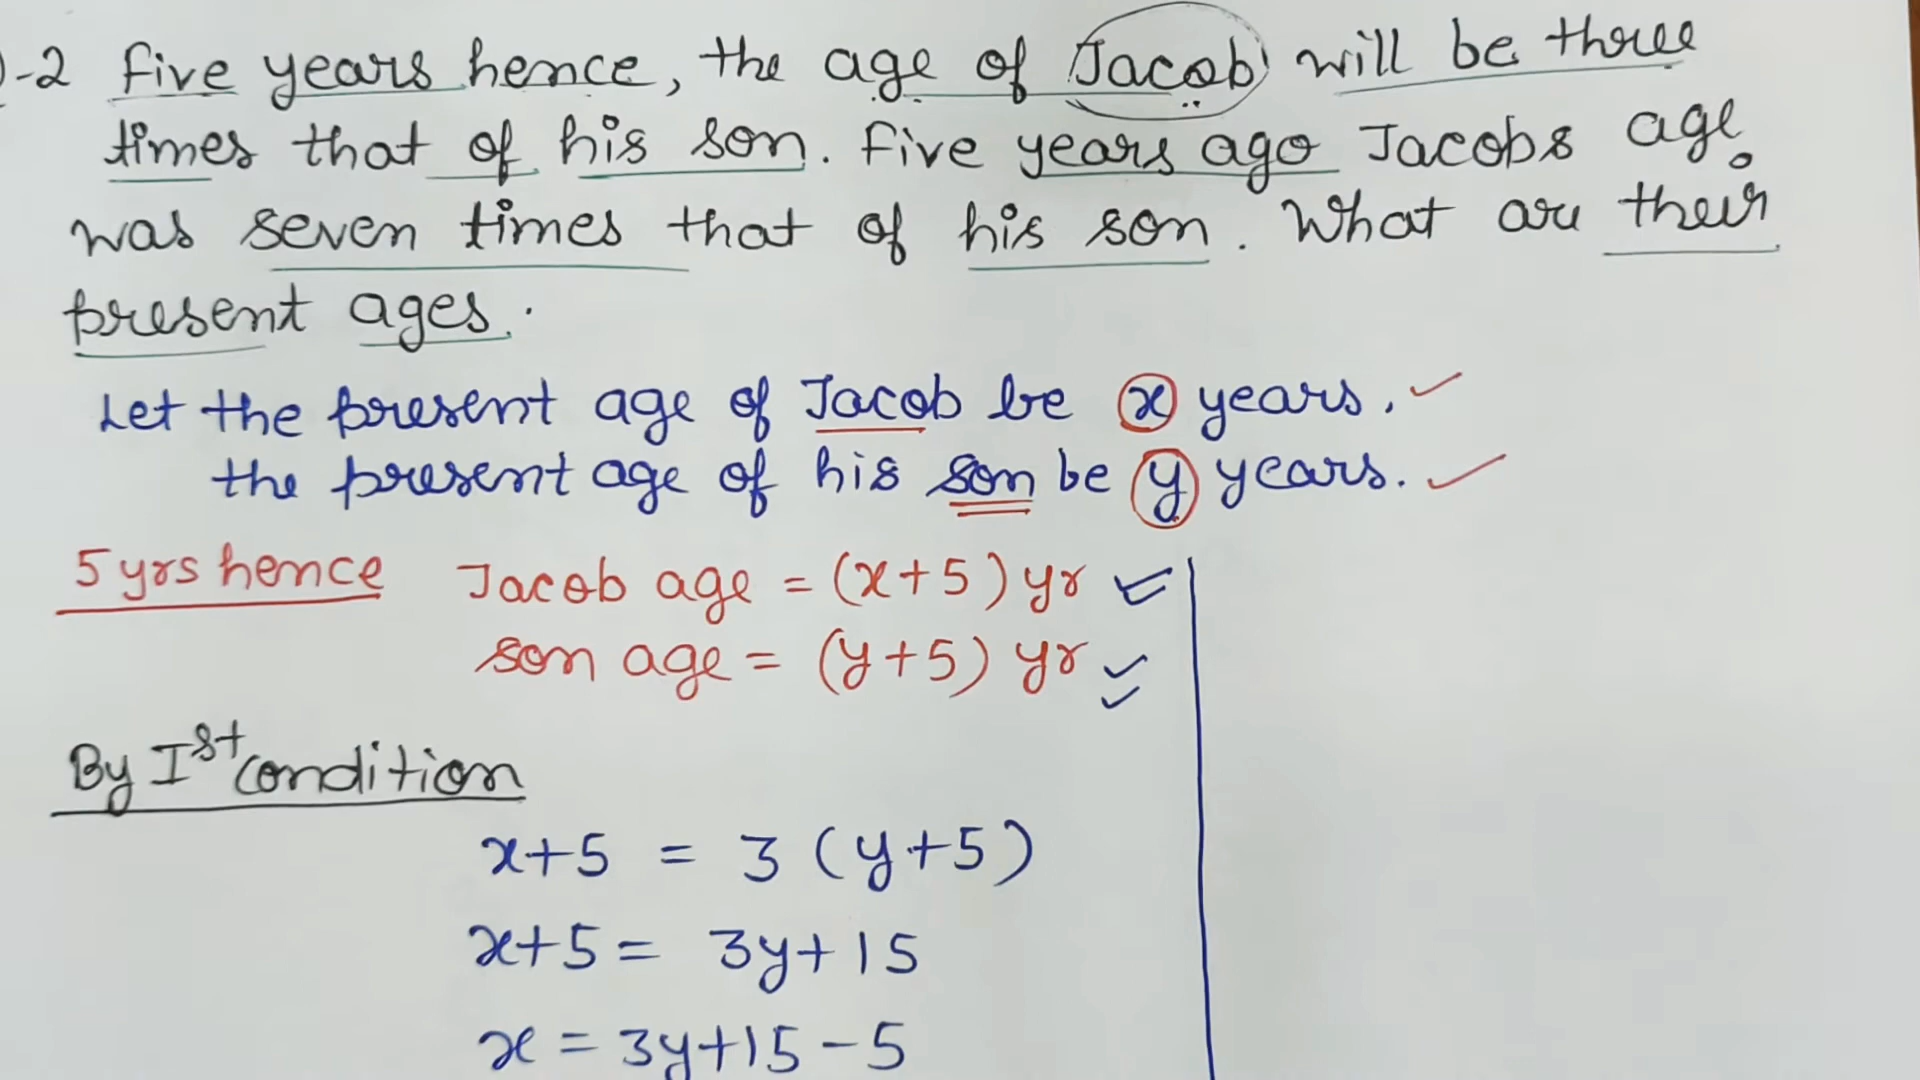 -2 Five years hence, the age of Jacob will be three
times that of his son. Five years ago Jacobs age
was seven times that of his son. What are their
present ages.
Let the present age of Jacob be x years.
the present age of his son be y years.
5 yrs hence Jacob age = (x+5) yr
son age = (y+5) yr
By Ist condition
x+5 = 3 (y+5)
x+5 = 3y+15
x = 3y+15-5